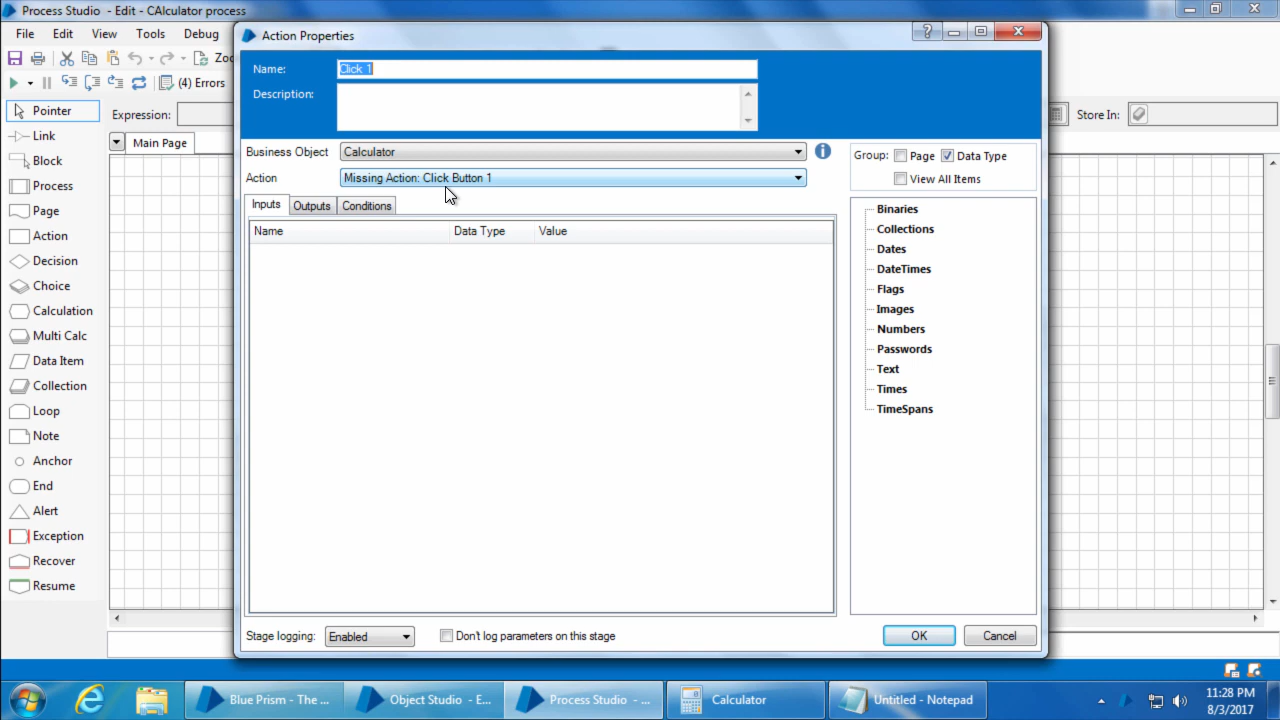 Process Studio - Edit - CAlculator process
File Edit View Tools Debug
Zoo
(4) Errors
Pointer
Link
Block
Process
Page
Action
Decision
Choice
Calculation
Multi Calc
Data Item
Collection
Loop
Note
Anchor
End
Alert
Exception
Recover
Resume
Expression:
Store In:
Main Page
Action Properties
Name: Click 1
Description:
Business Object Calculator
Action Missing Action: Click Button 1
Inputs Outputs Conditions
Name Data Type Value
Group: Page Data Type
View All Items
Binaries
Collections
Dates
DateTimes
Flags
Images
Numbers
Passwords
Text
Times
TimeSpans
Stage logging: Enabled Don't log parameters on this stage
OK Cancel
Blue Prism - The ... Object Studio - E... Process Studio - ... Calculator Untitled - Notepad
11:28 PM
8/3/2017